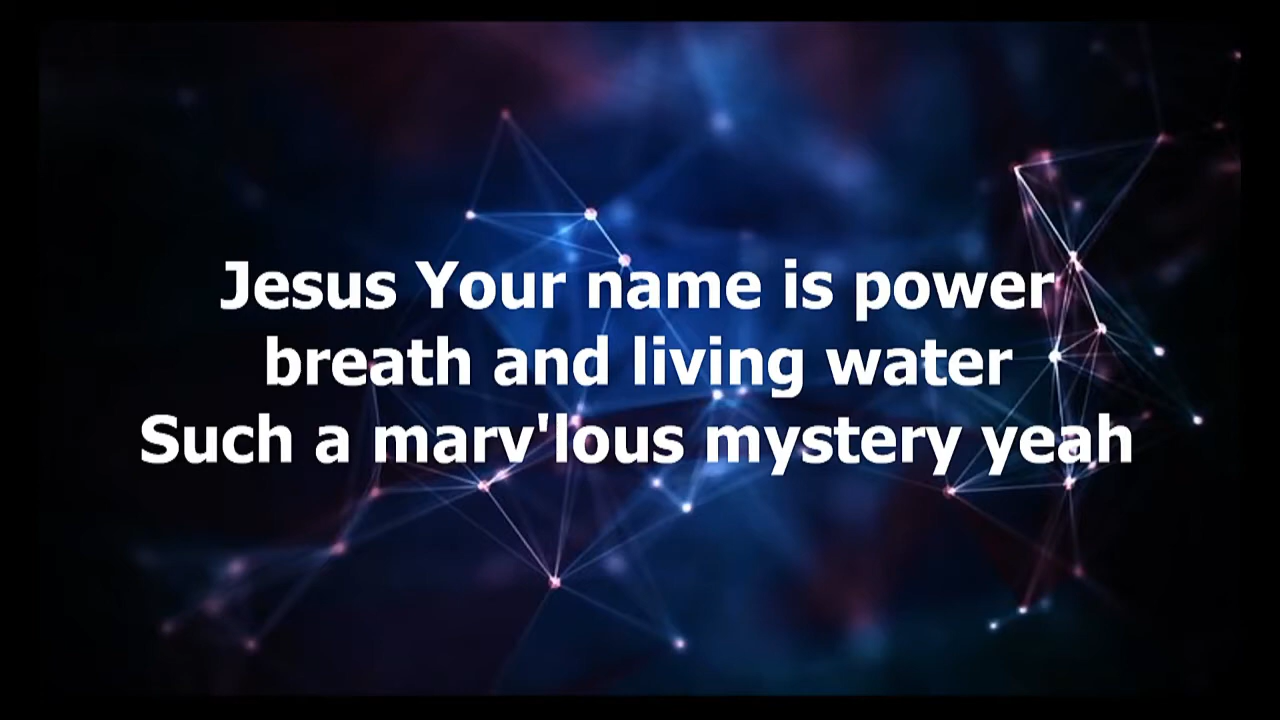 Jesus Your name is power
breath and living water
Such a marv'lous mystery yeah